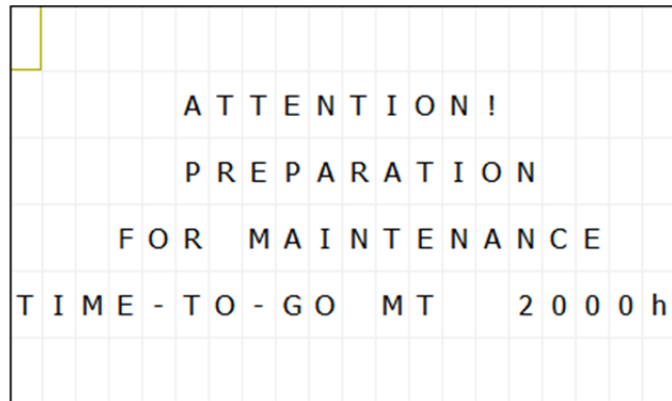 ATTENTION!
PREPARATION
FOR MAINTENANCE
TIME-TO-GO MT  2000h